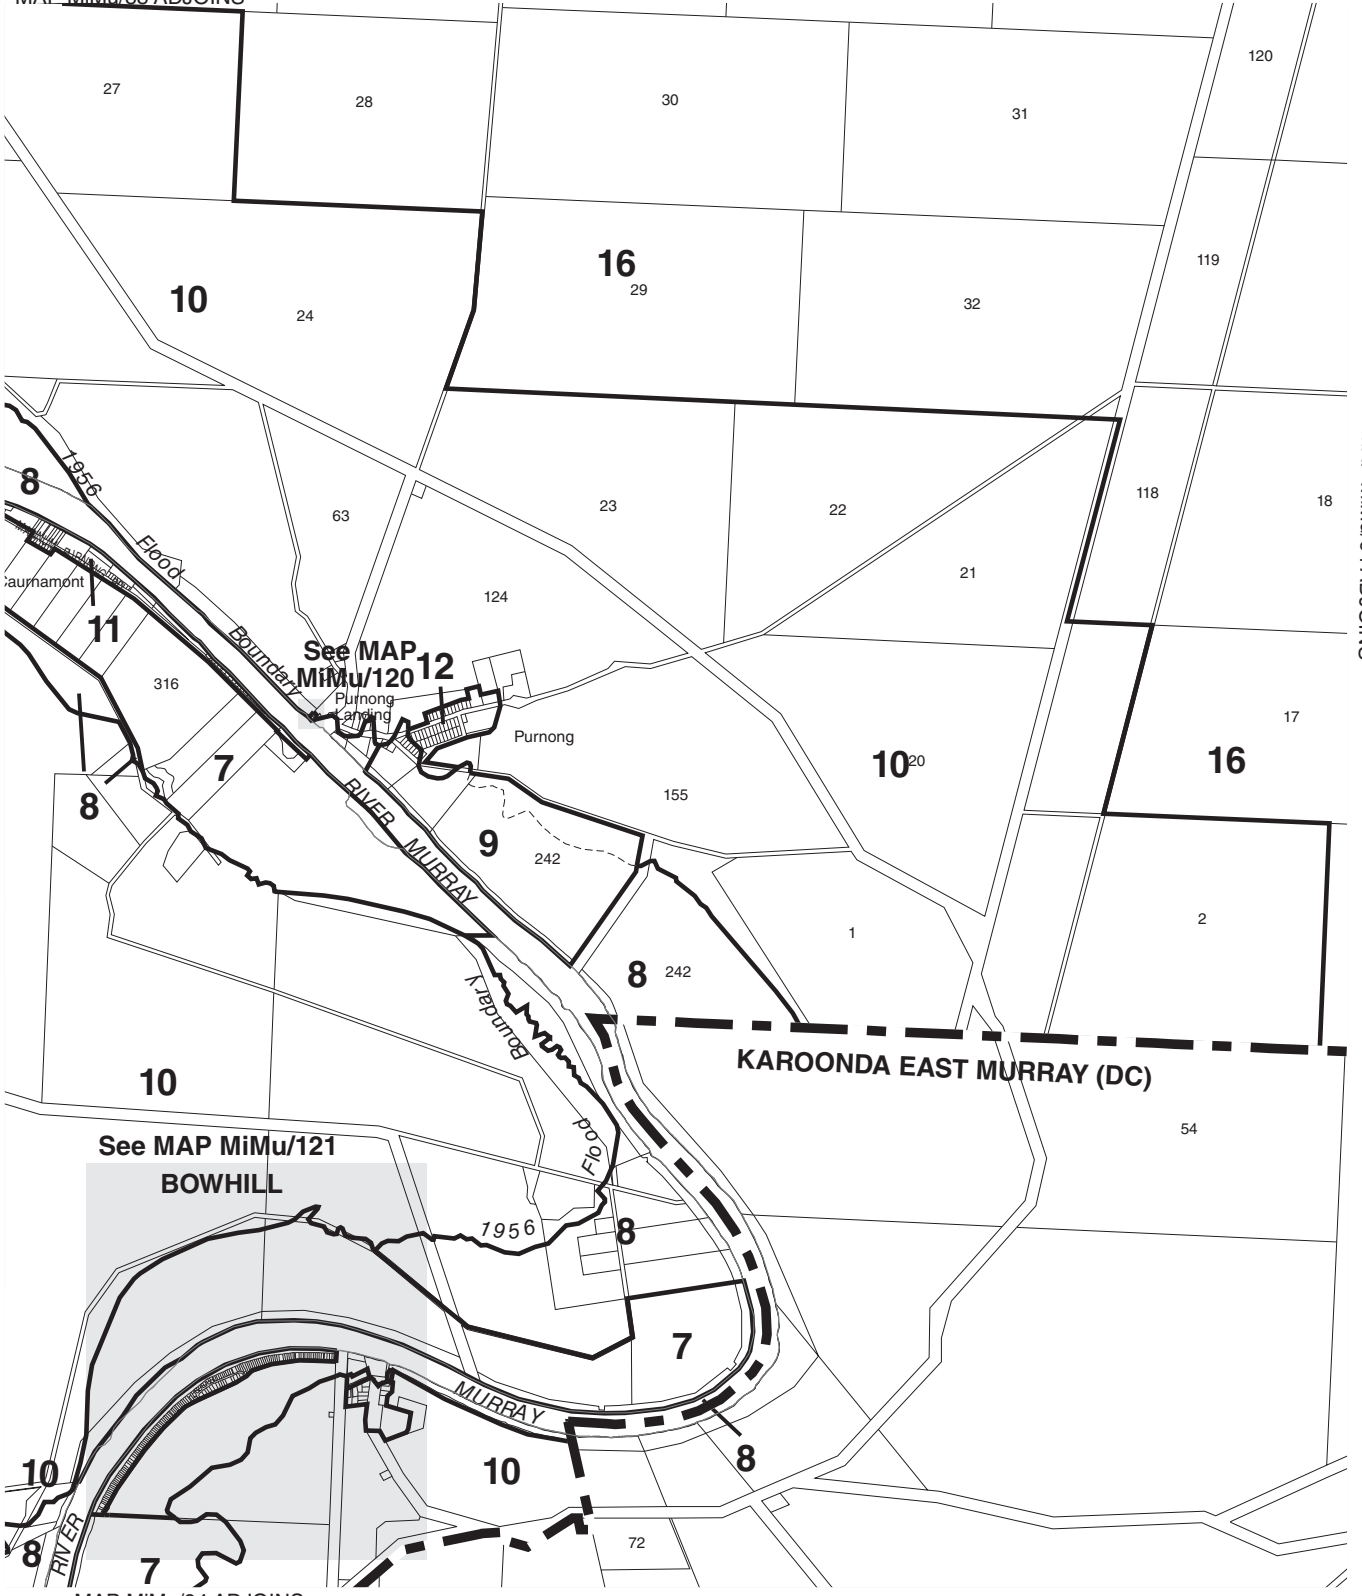 27
28
30
31
120
119
10
24
16
29
32
8
1956
Flood
Boundary
63
23
22
118
18
21
Caurnamont
11
124
See MAP
MiMu/120
12
316
Purnong
Landing
Purnong
17
7
8
RIVER
MURRAY
155
10
20
16
9
242
1
2
8
242
Boundary
KAROONDA EAST MURRAY (DC)
10
54
See MAP MiMu/121
BOWHILL
Flood
1956
8
7
MURRAY
10
10
8
8
RIVER
7
72